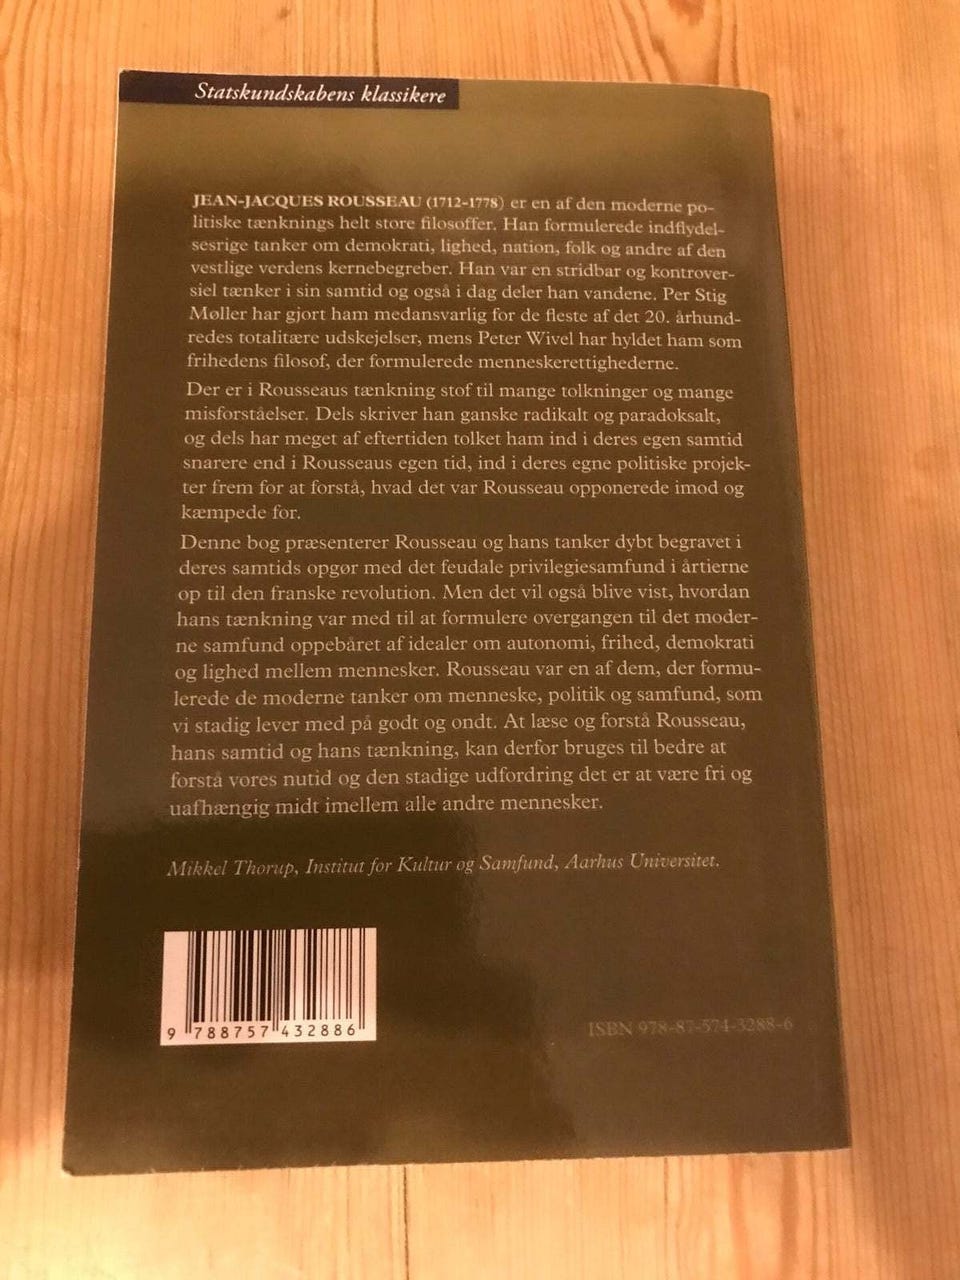 Statskundskabens klassikere
JEAN-JACQUES ROUSSEAU (1712-1778) er en af den moderne po-
litiske tænknings helt store filosoffer. Han formulerede indflydel-
sesrige tanker om demokrati, lighed, nation, folk og andre af den
vestlige verdens kernebegreber. Han var en stridbar og kontrover-
siel tænker i sin samtid og også i dag deler han vandene. Per Stig
Møller har gjort ham medansvarlig for de fleste af det 20. århund-
redes totalitære udskejelser, mens Peter Wivel har hyldet ham som
frihedens filosof, der formulerede menneskerettighederne.
Der er i Rousseaus tænkning stof til mange tolkninger og mange
misforståelser. Dels skriver han ganske radikalt og paradoksalt,
og dels har meget af eftertiden tolket ham ind i deres egen samtid
snarere end i Rousseaus egen tid, ind i deres egne politiske projek-
ter frem for at forstå, hvad det var Rousseau opponerede imod og
kæmpede for.
Denne bog præsenterer Rousseau og hans tanker dybt begravet i
deres samtids opgør med det feudale privilegiesamfund i årtierne
op til den franske revolution. Men det vil også blive vist, hvordan
hans tænkning var med til at formulere overgangen til det moder-
ne samfund oppebåret af idealer om autonomi, frihed, demokrati
og lighed mellem mennesker. Rousseau var en af dem, der formu-
lerede de moderne tanker om menneske, politik og samfund, som
vi stadig lever med på godt og ondt. At læse og forstå Rousseau,
hans samtid og hans tænkning, kan derfor bruges til bedre at
forstå vores nutid og den stadige udfordring det er at være fri og
uafhængig midt imellem alle andre mennesker.
Mikkel Thorup, Institut for Kultur og Samfund, Aarhus Universitet.
9 788757 432886
ISBN 978-87-574-3288-6